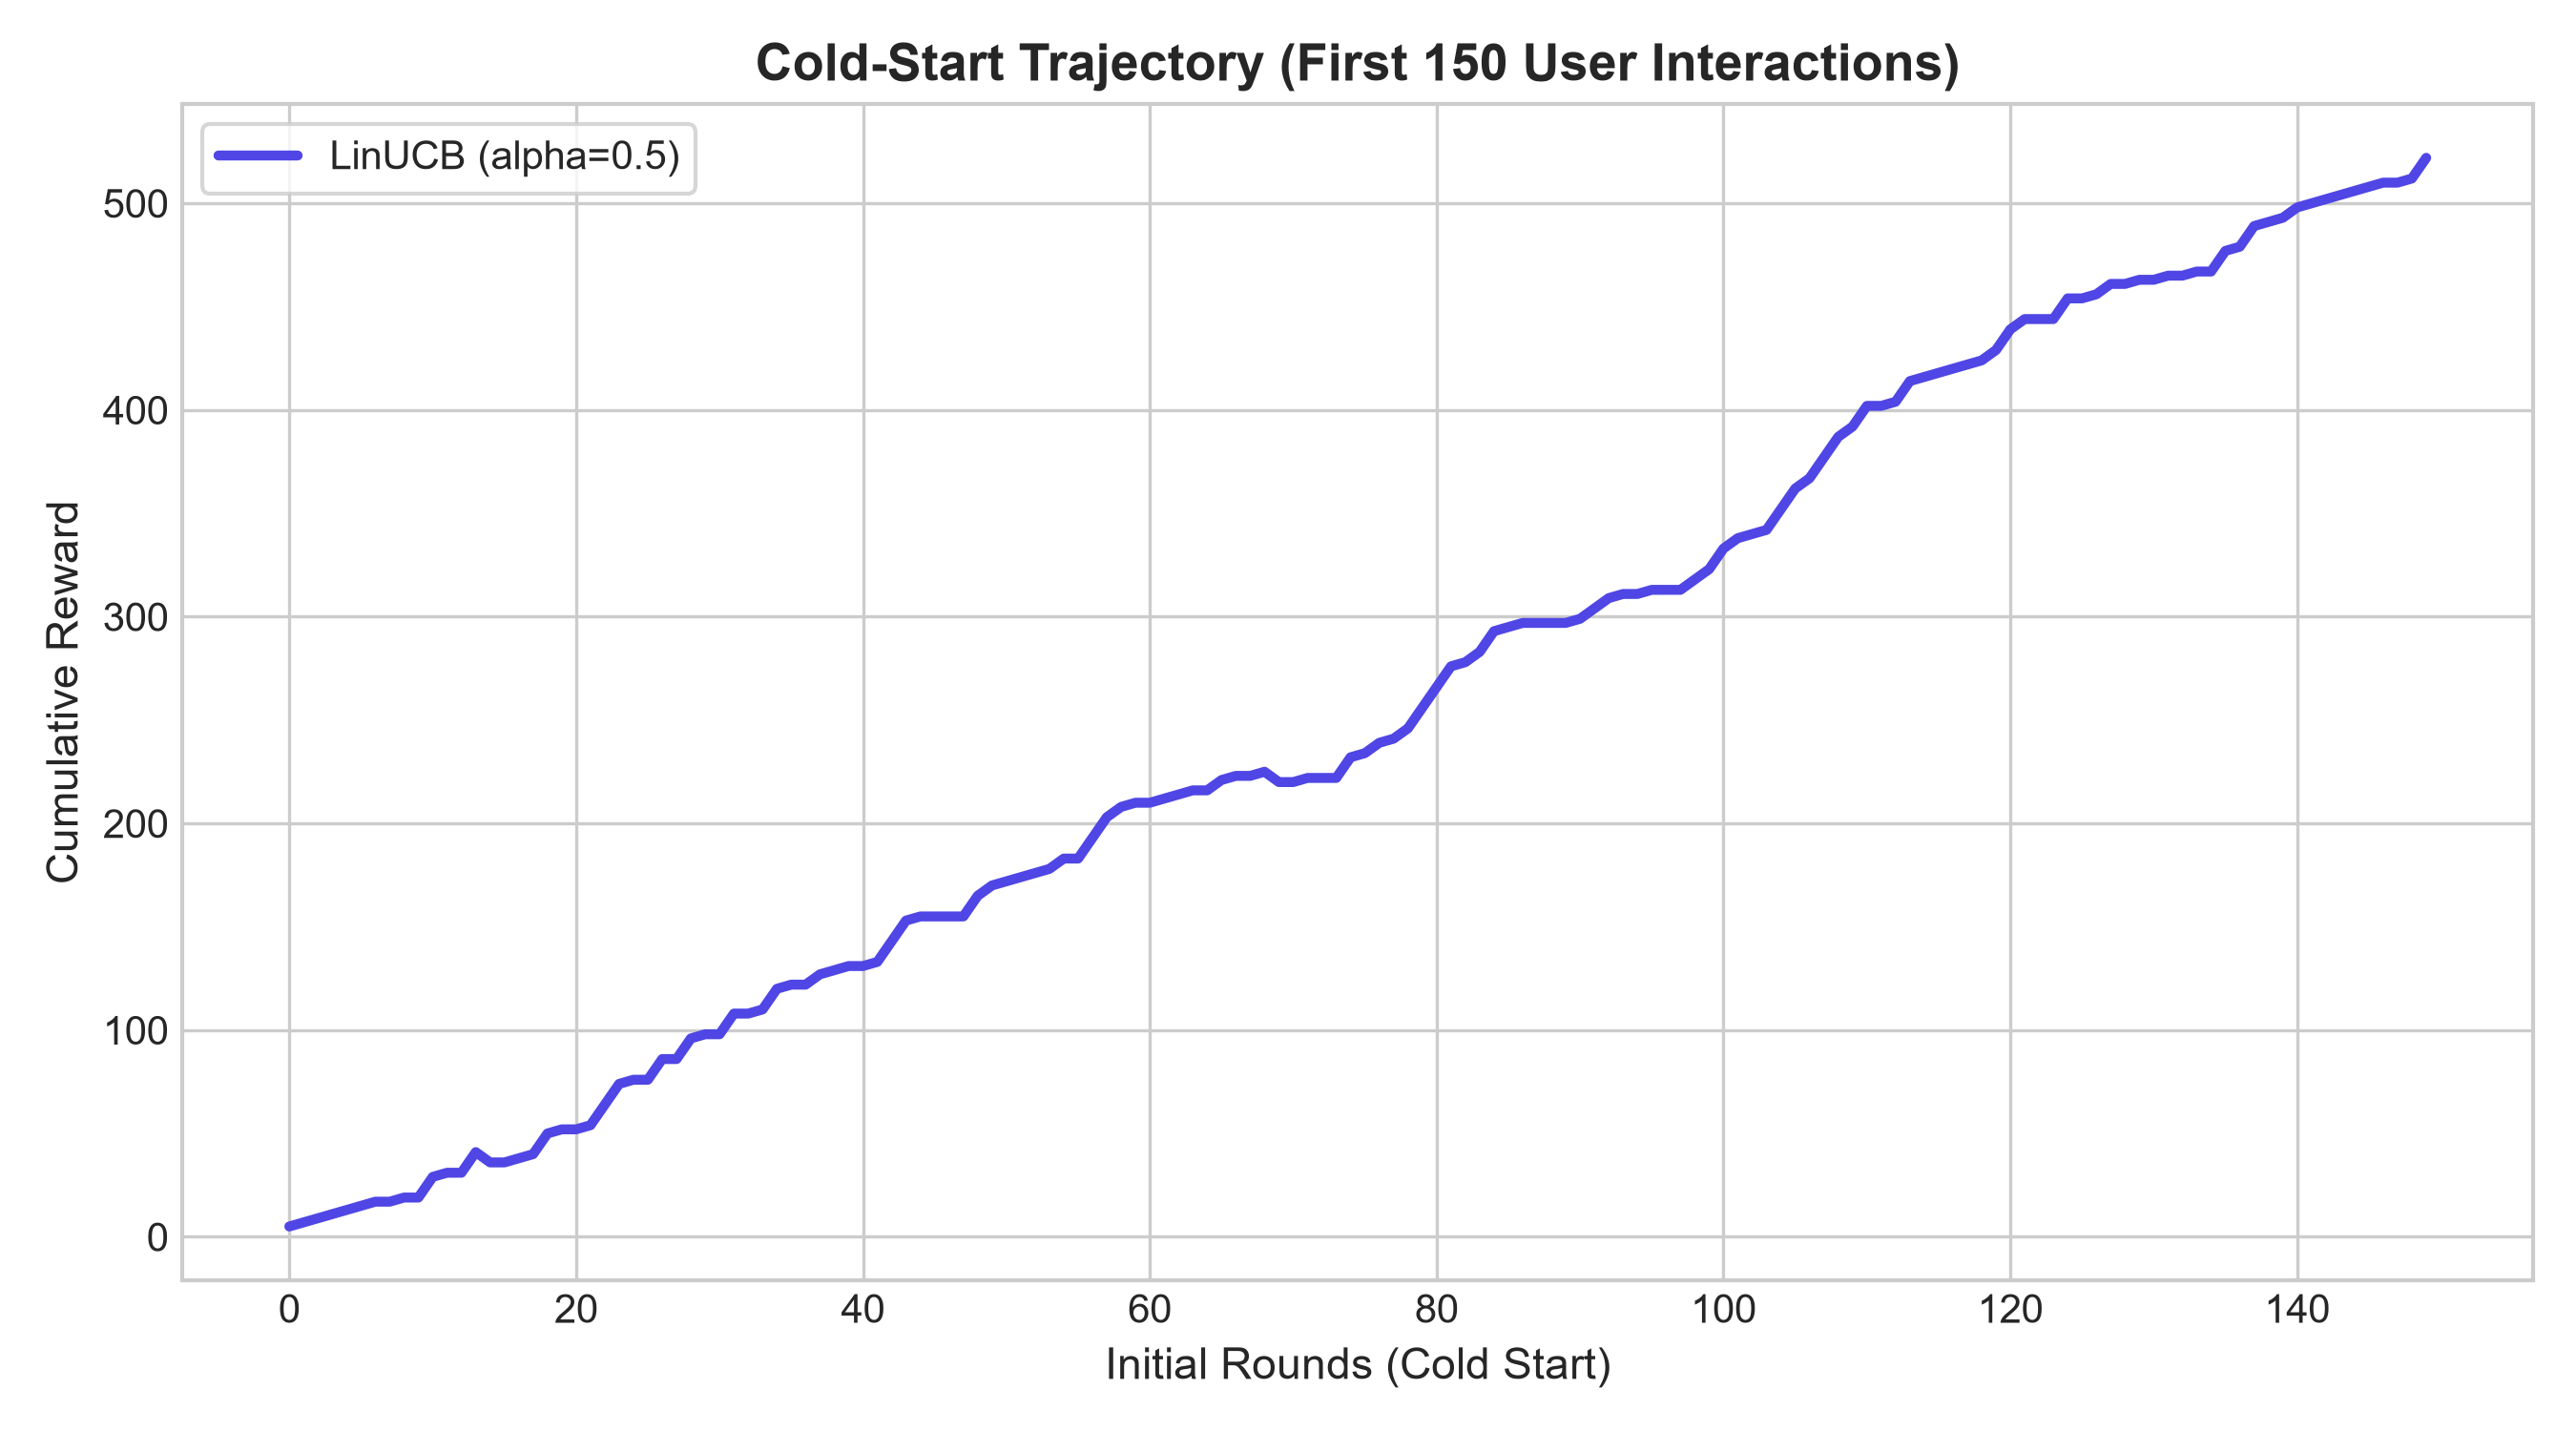 Cold-Start Trajectory (First 150 User Interactions)
LinUCB (alpha=0.5)
500
400
300
200
100
0
Cumulative Reward
0 20 40 60 80 100 120 140
Initial Rounds (Cold Start)